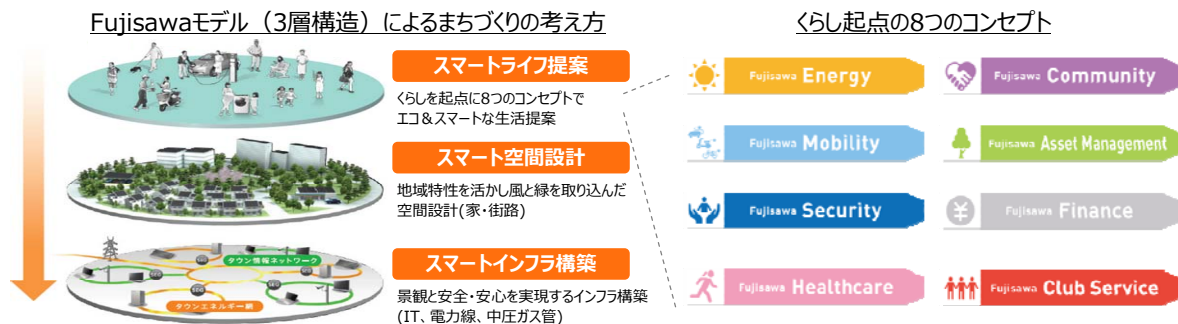 Fujisawaモデル（3層構造）によるまちづくりの考え方
スマートライフ提案
くらしを起点に8つのコンセプトで
エコ＆スマートな生活提案
スマート空間設計
地域特性を活かし風と緑を取り込んだ
空間設計(家・街路)
タウン情報ネットワーク
SEG
SEG
SEG
SEG
タウンエネルギー網
スマートインフラ構築
景観と安全・安心を実現するインフラ構築
(IT、電力線、中圧ガス管)
くらし起点の8つのコンセプト
Fujisawa Energy
Fujisawa Community
Fujisawa Mobility
Fujisawa Asset Management
Fujisawa Security
Fujisawa Finance
Fujisawa Healthcare
Fujisawa Club Service